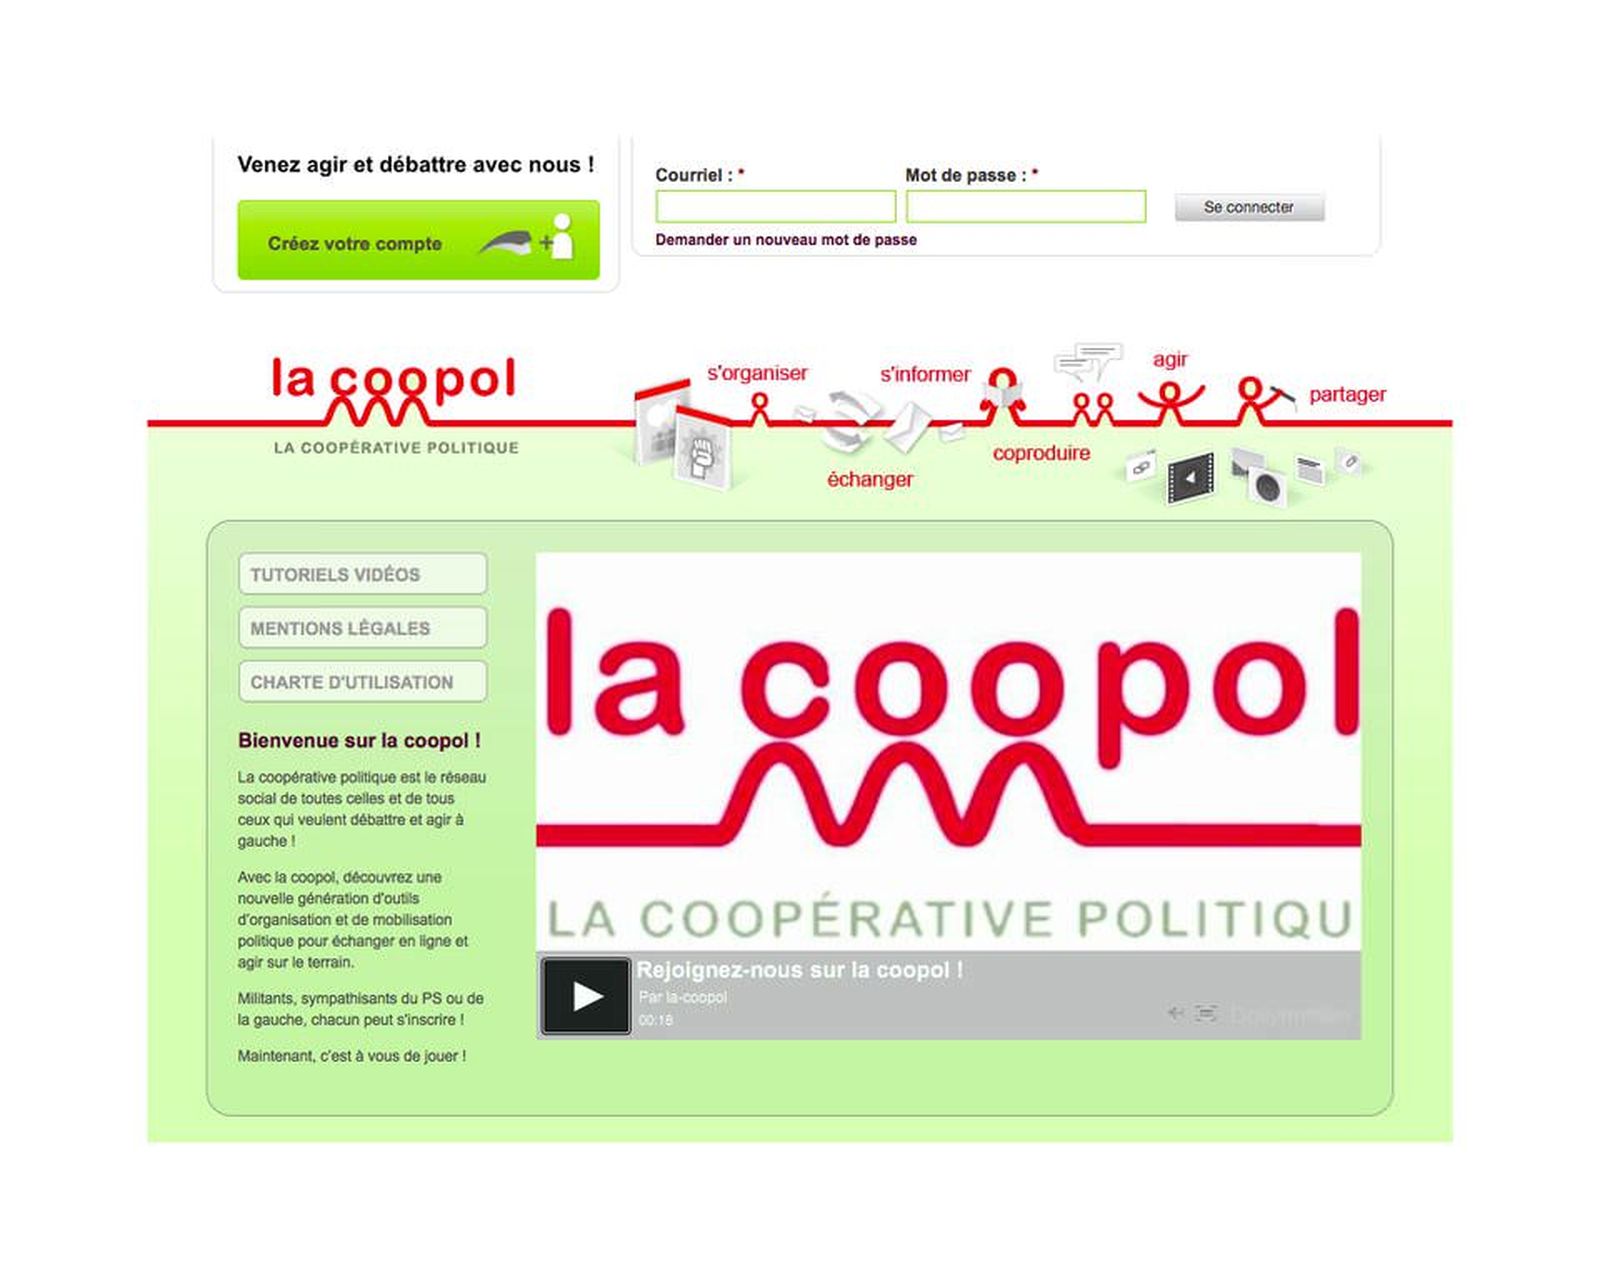 Venez agir et débattre avec nous !
Créez votre compte
Courriel : *
Mot de passe : *
Se connecter
Demander un nouveau mot de passe
la coopol
LA COOPÉRATIVE POLITIQUE
s'organiser
s'informer
agir
partager
coproduire
échanger
TUTORIELS VIDÉOS
MENTIONS LÉGALES
CHARTE D'UTILISATION
Bienvenue sur la coopol !
La coopérative politique est le réseau
social de toutes celles et de tous
ceux qui veulent débattre et agir à
gauche !
Avec la coopol, découvrez une
nouvelle génération d'outils
d'organisation et de mobilisation
politique pour échanger en ligne et
agir sur le terrain.
Militants, sympathisants du PS ou de
la gauche, chacun peut s'inscrire !
Maintenant, c'est à vous de jouer !
la coopol
LA COOPÉRATIVE POLITIQU
Rejoignez-nous sur la coopol !
Par la-coopol
00:16